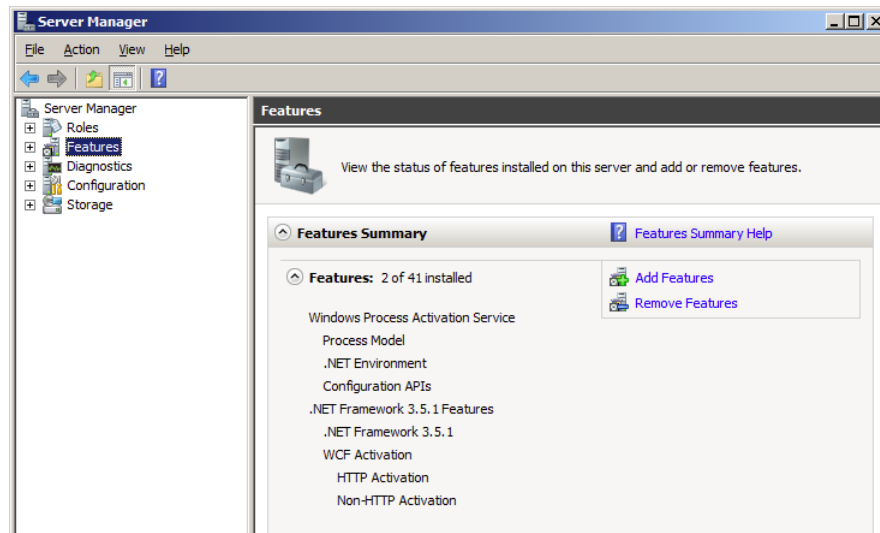 Server Manager
File Action View Help
Server Manager
Roles
Features
Diagnostics
Configuration
Storage
Features
View the status of features installed on this server and add or remove features.
Features Summary
Features Summary Help
Features: 2 of 41 installed
Add Features
Remove Features
Windows Process Activation Service
Process Model
.NET Environment
Configuration APIs
.NET Framework 3.5.1 Features
.NET Framework 3.5.1
WCF Activation
HTTP Activation
Non-HTTP Activation